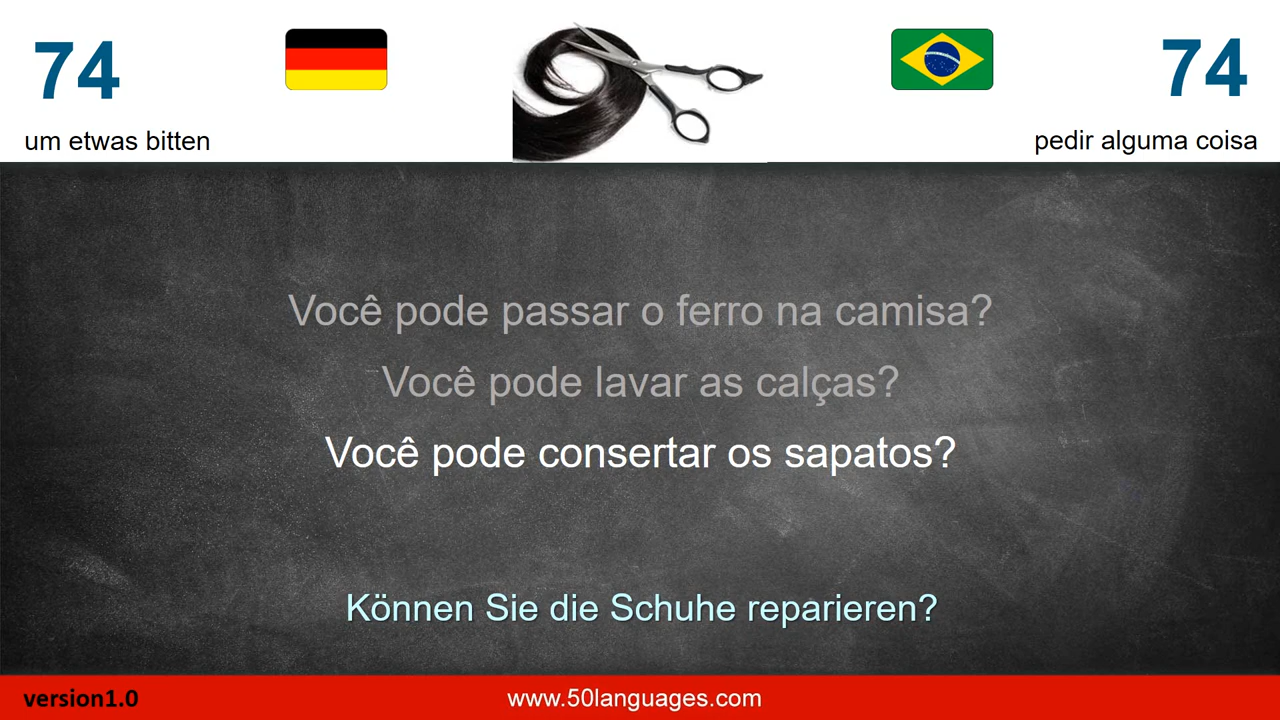 74
74
um etwas bitten
pedir alguma coisa
Você pode passar o ferro na camisa?
Você pode lavar as calças?
Você pode consertar os sapatos?
Können Sie die Schuhe reparieren?
version1.0
www.50languages.com